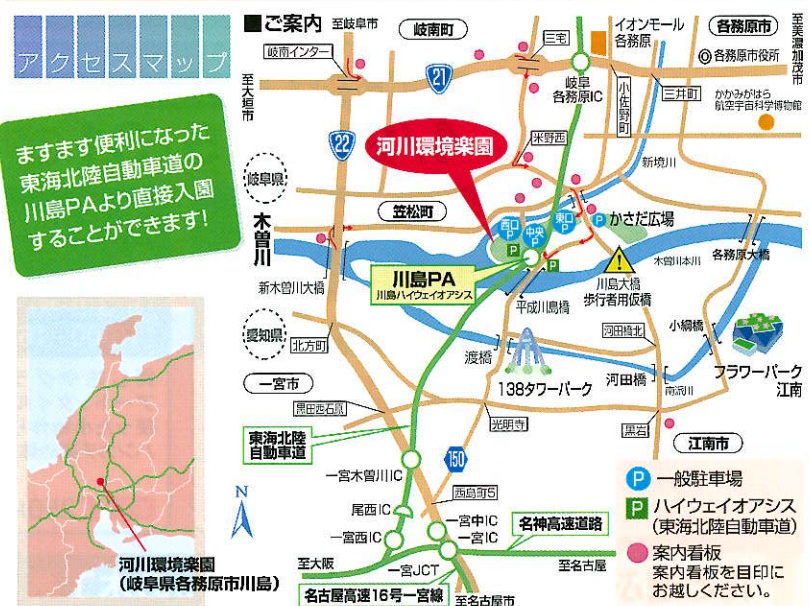 アクセスマップ
ますます便利になった
東海北陸自動車道の
川島PAより直接入園
することができます!
■ご案内
至岐阜市
岐南町
岐南インター
三宅
イオンモール
各務原
各務原市
至美濃加茂市
各務原市役所
21
岐阜
各務原IC
小佐野町
三井町
かかみがはら
航空宇宙科学博物館
至大垣市
22
米野西
河川環境楽園
新境川
岐阜県
笠松町
木曽川
西口
P
中央
P
東口
P
P
かさだ広場
P
P
川島PA
川島ハイウェイオアシス
新木曽川大橋
平成川島橋
川島大橋
歩行者用仮橋
木曽川本川
各務原大橋
愛知県
北方町
渡橋
河田橋北
小網橋
138タワーパーク
河田橋
南派川
フラワーパーク
江南
一宮市
黒田西石原
光明寺
黒岩
江南市
東海北陸
自動車道
150
一宮木曽川IC
西島町5
尾西IC
一宮中IC
一宮西IC
一宮IC
名神高速道路
至大阪
一宮JCT
至名古屋
名古屋高速16号一宮線
至名古屋市
N
河川環境楽園
(岐阜県各務原市川島)
P 一般駐車場
P ハイウェイオアシス
(東海北陸自動車道)
案内看板
案内看板を目印に
お越しください。